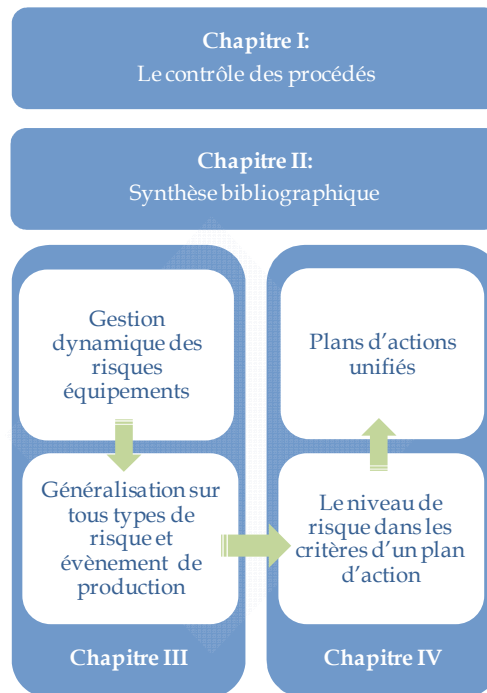 Chapitre I:
Le contrôle des procédés
Chapitre II:
Synthèse bibliographique
Gestion
dynamique des
risques
équipements
Généralisation sur
tous types de
risque et
évènement de
production
Chapitre III
Plans d'actions
unifiés
Le niveau de
risque dans les
critères d'un plan
d'action
Chapitre IV